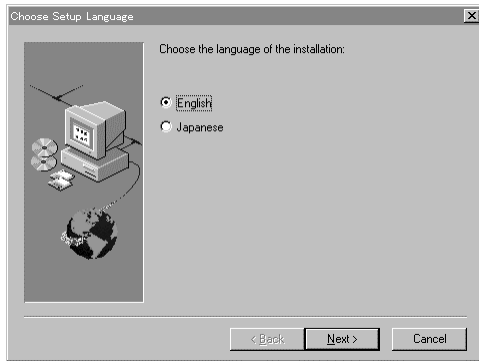 Choose Setup Language
Choose the language of the installation:
English
Japanese
< Back
Next >
Cancel